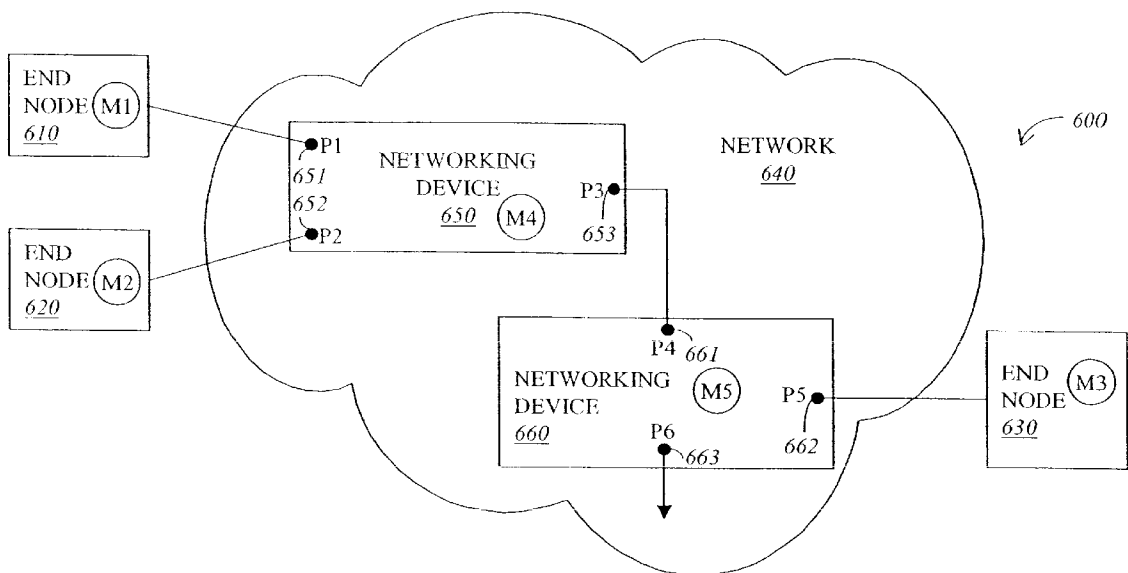 END
NODE
610
M1
END
NODE
620
M2
P1
651
652
P2
NETWORKING
DEVICE
650
M4
P3
653
NETWORK
640
600
P4
661
NETWORKING
DEVICE
660
M5
P5
662
P6
663
END
NODE
630
M3